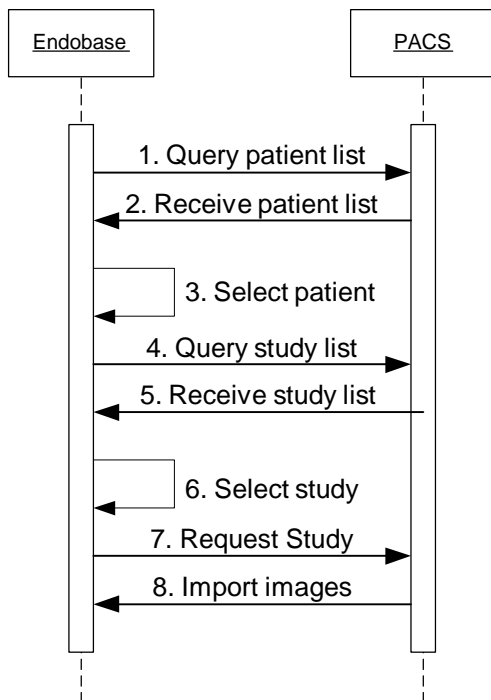 Endobase
PACS
1. Query patient list
2. Receive patient list
3. Select patient
4. Query study list
5. Receive study list
6. Select study
7. Request Study
8. Import images